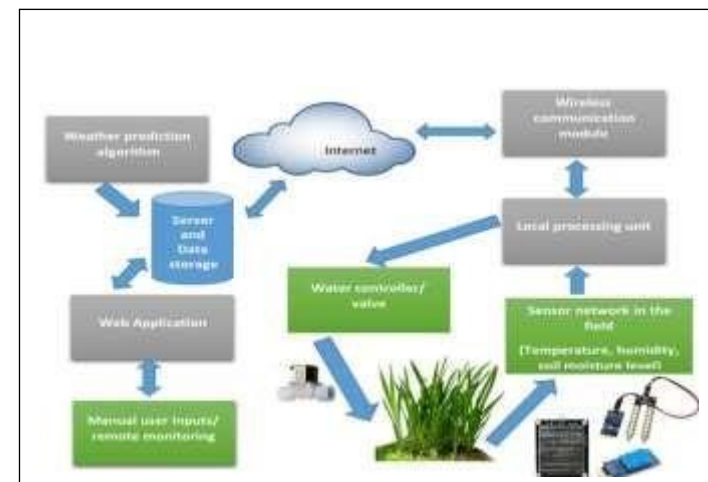 Weather prediction
algorithm
Internet
Wireless
communication
module
Server
and
Data
storage
Local processing unit
Water controller/
valve
Web Application
Sensor network in the
field
(Temperature, humidity,
soil moisture level)
Manual user inputs/
remote monitoring